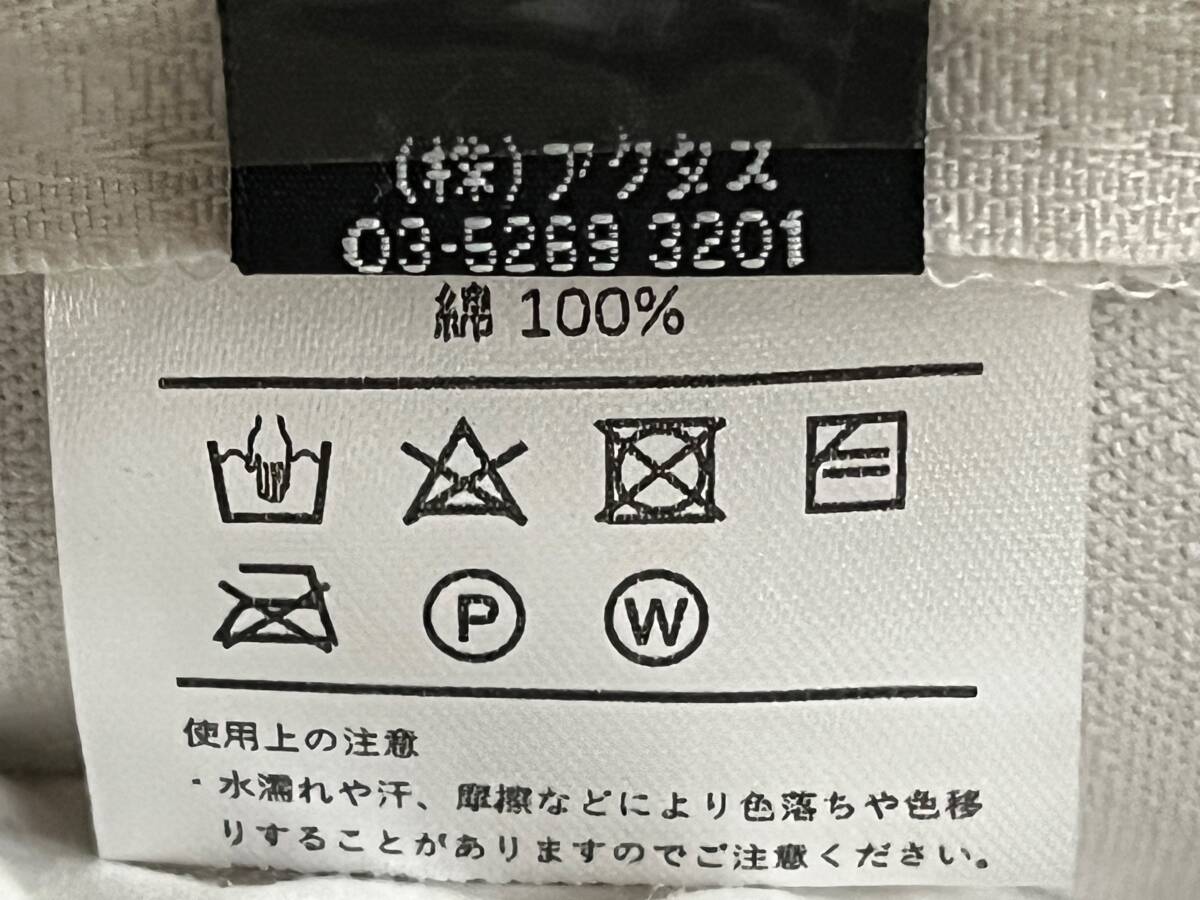 (株)アクタス
03-5269 3201
綿 100%
P
W
使用上の注意
・水濡れや汗、摩擦などにより色落ちや色移
りすることがありますのでご注意ください。